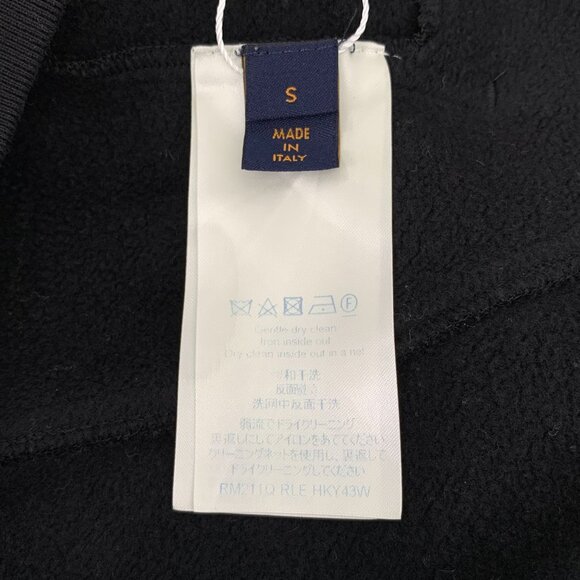 S
MADE
IN
ITALY
F
Gentle dry clean
Iron inside out
Dry clean inside out in a net
和干洗
反面熨烫
洗网中反面干洗
弱流でドライクリーニング
裏返しにしてアイロンをあててください
クリーニングネットを使用し、裏返して
ドライクリーニングしてください
RM211Q RLE HKY43W